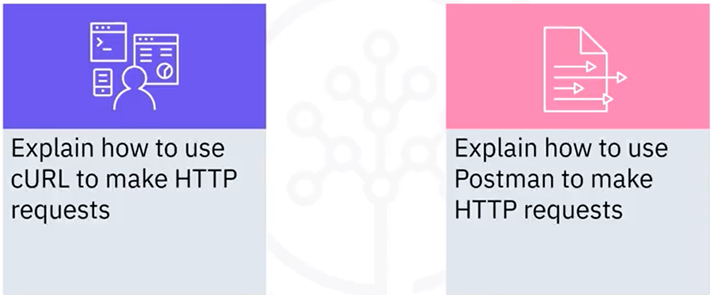 Explain how to use
cURL to make HTTP
requests
Explain how to use
Postman to make
HTTP requests